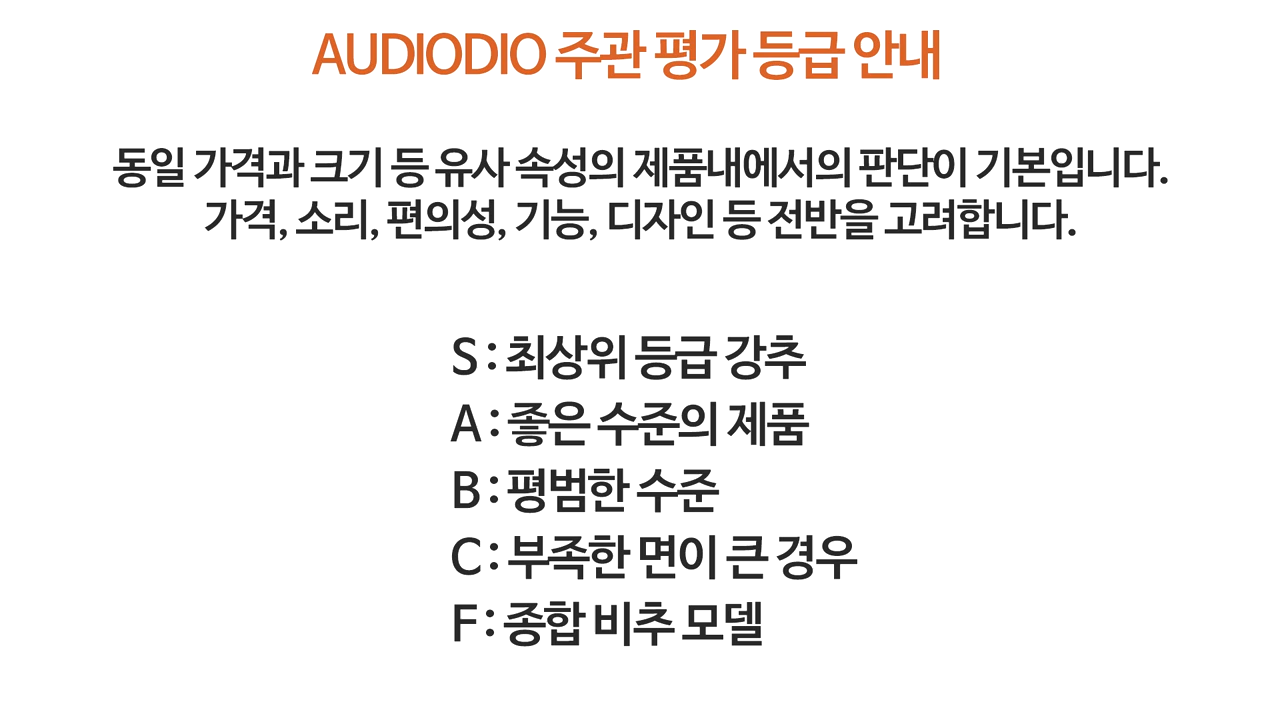 AUDIODIO 주관 평가 등급 안내
동일 가격과 크기 등 유사 속성의 제품내에서의 판단이 기본입니다.
가격, 소리, 편의성, 기능, 디자인 등 전반을 고려합니다.
S : 최상위 등급 강추
A : 좋은 수준의 제품
B : 평범한 수준
C : 부족한 면이 큰 경우
F : 종합 비추 모델